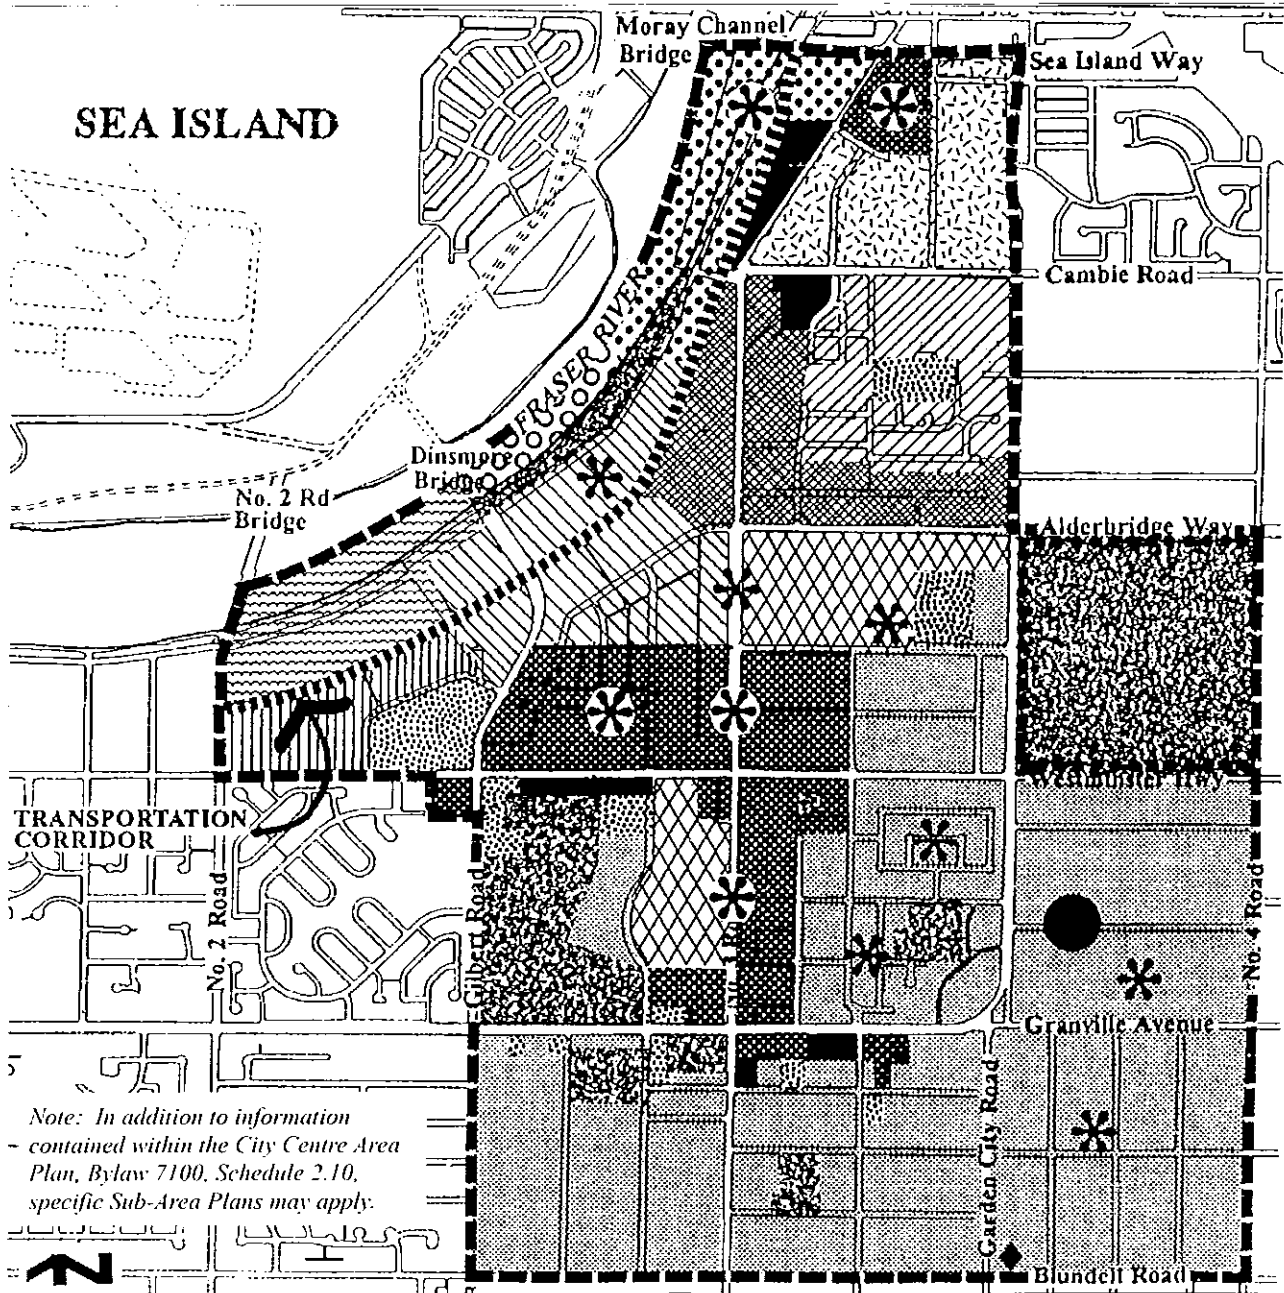 Moray Channel
Bridge
Sea Island Way
SEA ISLAND
Cambie Road
FRASER RIVER
Dinsmore
Bridge
No. 2 Rd
Bridge
Alderbridge Way
Westminster Hwy
TRANSPORTATION
CORRIDOR
No. 2 Road
Gilbert Road
No. 4 Road
Granville Avenue
Garden City Road
Note: In addition to information
contained within the City Centre Area
Plan, Bylaw 7100, Schedule 2.10,
specific Sub-Area Plans may apply.
Blundell Road